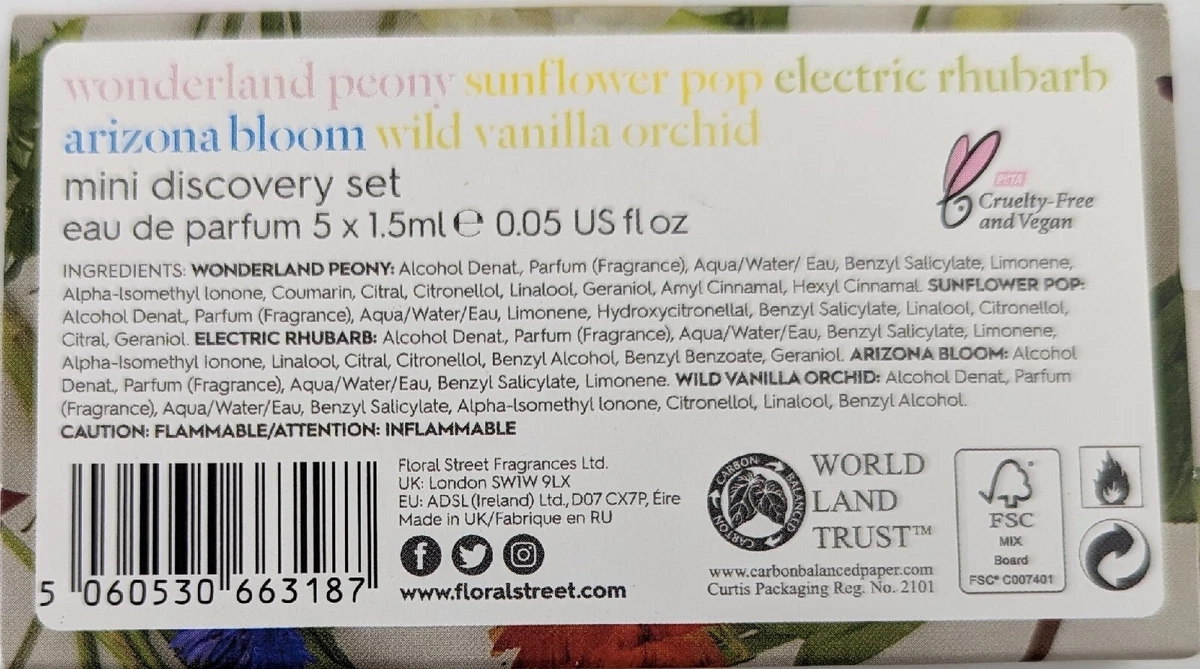 wonderland peony sunflower pop electric rhubarb
arizona bloom wild vanilla orchid
mini discovery set
eau de parfum 5 x 1.5ml ℮ 0.05 US fl oz
PETA
Cruelty-Free
and Vegan
INGREDIENTS: WONDERLAND PEONY: Alcohol Denat., Parfum (Fragrance), Aqua/Water/ Eau, Benzyl Salicylate, Limonene,
Alpha-Isomethyl Ionone, Coumarin, Citral, Citronellol, Linalool, Geraniol, Amyl Cinnamal, Hexyl Cinnamal. SUNFLOWER POP:
Alcohol Denat., Parfum (Fragrance), Aqua/Water/Eau, Limonene, Hydroxycitronellal, Benzyl Salicylate, Linalool, Citronellol,
Citral, Geraniol. ELECTRIC RHUBARB: Alcohol Denat., Parfum (Fragrance), Aqua/Water/Eau, Benzyl Salicylate, Limonene,
Alpha-Isomethyl Ionone, Linalool, Citral, Citronellol, Benzyl Alcohol, Benzyl Benzoate, Geraniol. ARIZONA BLOOM: Alcohol
Denat., Parfum (Fragrance), Aqua/Water/Eau, Benzyl Salicylate, Limonene. WILD VANILLA ORCHID: Alcohol Denat., Parfum
(Fragrance), Aqua/Water/Eau, Benzyl Salicylate, Alpha-Isomethyl Ionone, Citronellol, Linalool, Benzyl Alcohol.
CAUTION: FLAMMABLE/ATTENTION: INFLAMMABLE
5 060530 663187
Floral Street Fragrances Ltd.
UK: London SW1W 9LX
EU: ADSL (Ireland) Ltd., D07 CX7P, Éire
Made in UK/Fabrique en RU
www.floralstreet.com
CARBON BALANCED CARTON
WORLD
LAND
TRUST™
www.carbonbalancedpaper.com
Curtis Packaging Reg. No. 2101
FSC
MIX
Board
FSC® C007401